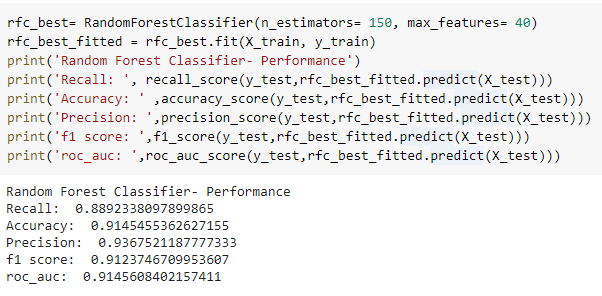 rfc_best= RandomForestClassifier(n_estimators= 150, max_features= 40)
rfc_best_fitted = rfc_best.fit(X_train, y_train)
print('Random Forest Classifier- Performance')
print('Recall: ', recall_score(y_test,rfc_best_fitted.predict(X_test)))
print('Accuracy: ' ,accuracy_score(y_test,rfc_best_fitted.predict(X_test)))
print('Precision: ',precision_score(y_test,rfc_best_fitted.predict(X_test)))
print('f1 score: ',f1_score(y_test,rfc_best_fitted.predict(X_test)))
print('roc_auc: ',roc_auc_score(y_test,rfc_best_fitted.predict(X_test)))
Random Forest Classifier- Performance
Recall:  0.8892338097899865
Accuracy:  0.9145455362627155
Precision:  0.9367521187777333
f1 score:  0.9123746709953607
roc_auc:  0.9145608402157411